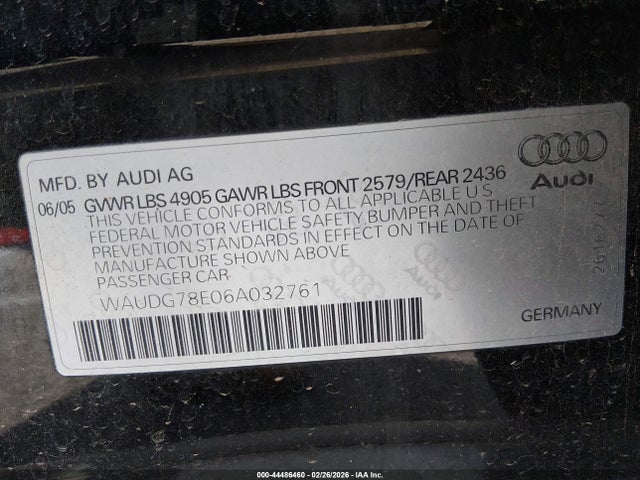 MFD. BY AUDI AG
06/05 GVWR LBS 4905 GAWR LBS FRONT 2579/REAR 2436
THIS VEHICLE CONFORMS TO ALL APPLICABLE U S
FEDERAL MOTOR VEHICLE SAFETY, BUMPER AND THEFT
PREVENTION STANDARDS IN EFFECT ON THE DATE OF
MANUFACTURE SHOWN ABOVE
PASSENGER CAR
WAUDG78E06A032761
Audi
GERMANY
000-44486460 - 02/26/2026 - IAA Inc.